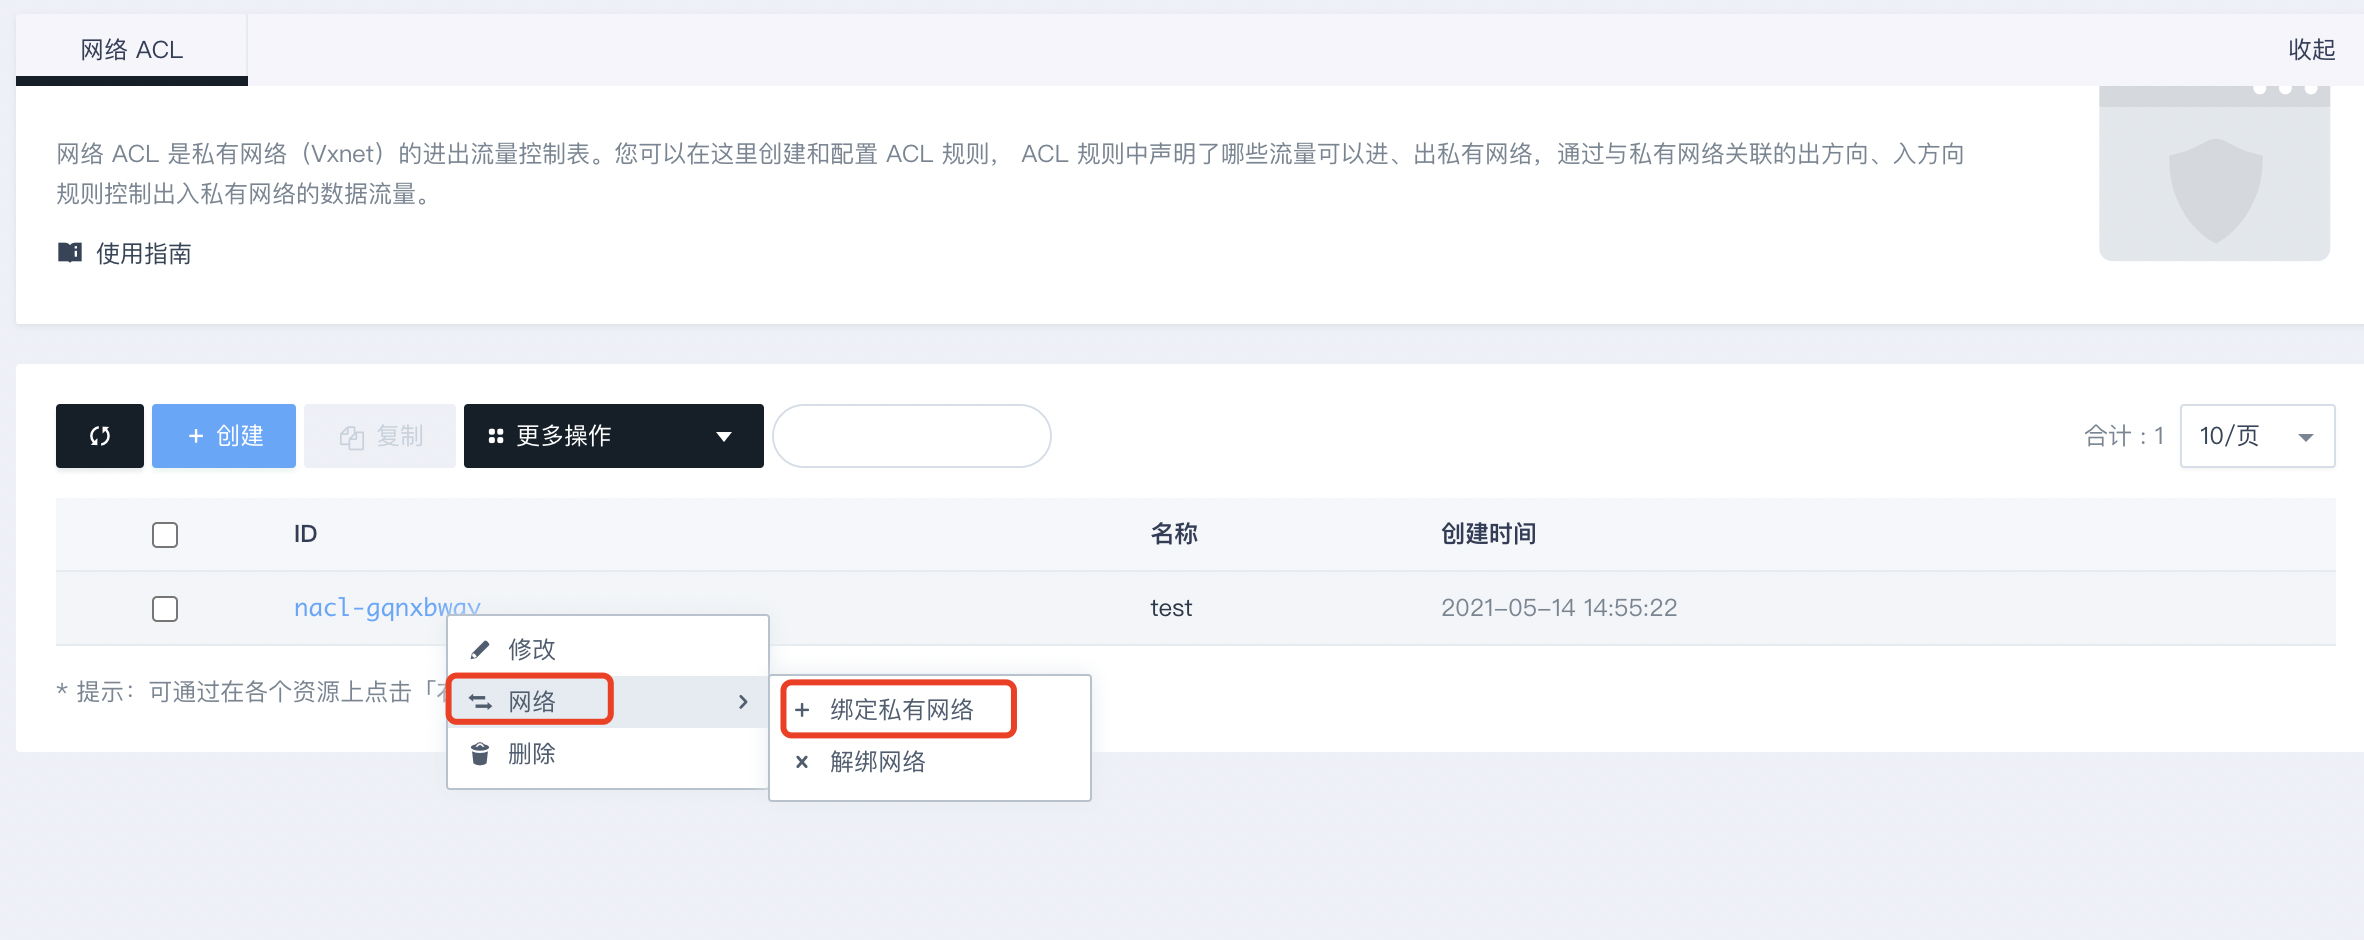 网络 ACL
收起
网络 ACL 是私有网络（Vxnet）的进出流量控制表。您可以在这里创建和配置 ACL 规则， ACL 规则中声明了哪些流量可以进、出私有网络，通过与私有网络关联的出方向、入方向
规则控制出入私有网络的数据流量。
使用指南
+ 创建
复制
更多操作
合计：1
10/页
ID
名称
创建时间
nacl-gqnxbw
test
2021-05-14 14:55:22
修改
* 提示：可通过在各个资源上点击「
网络
绑定私有网络
删除
解绑网络